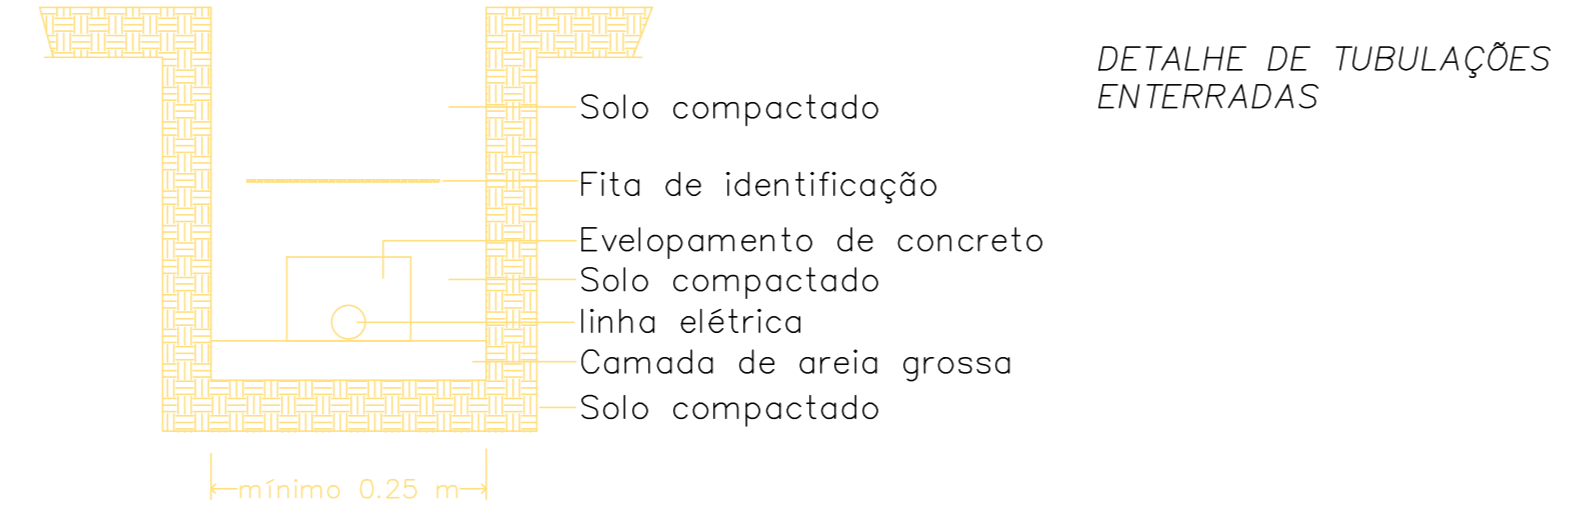 DETALHE DE TUBULAÇÕES
ENTERRADAS
Solo compactado
Fita de identificação
Evelopamento de concreto
Solo compactado
linha elétrica
Camada de areia grossa
Solo compactado
mínimo 0.25 m